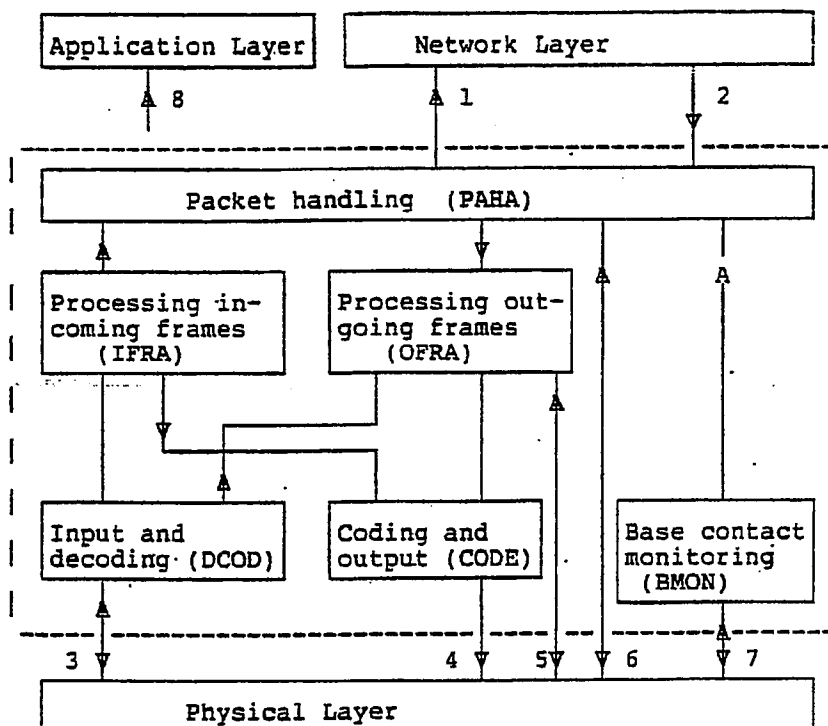 Application Layer
Network Layer
8
1
2
Packet handling (PAHA)
Processing in-
coming frames
(IFRA)
Processing out-
going frames
(OFRA)
Input and
decoding (DCOD)
Coding and
output (CODE)
Base contact
monitoring
(BMON)
3
4
5
6
7
Physical Layer